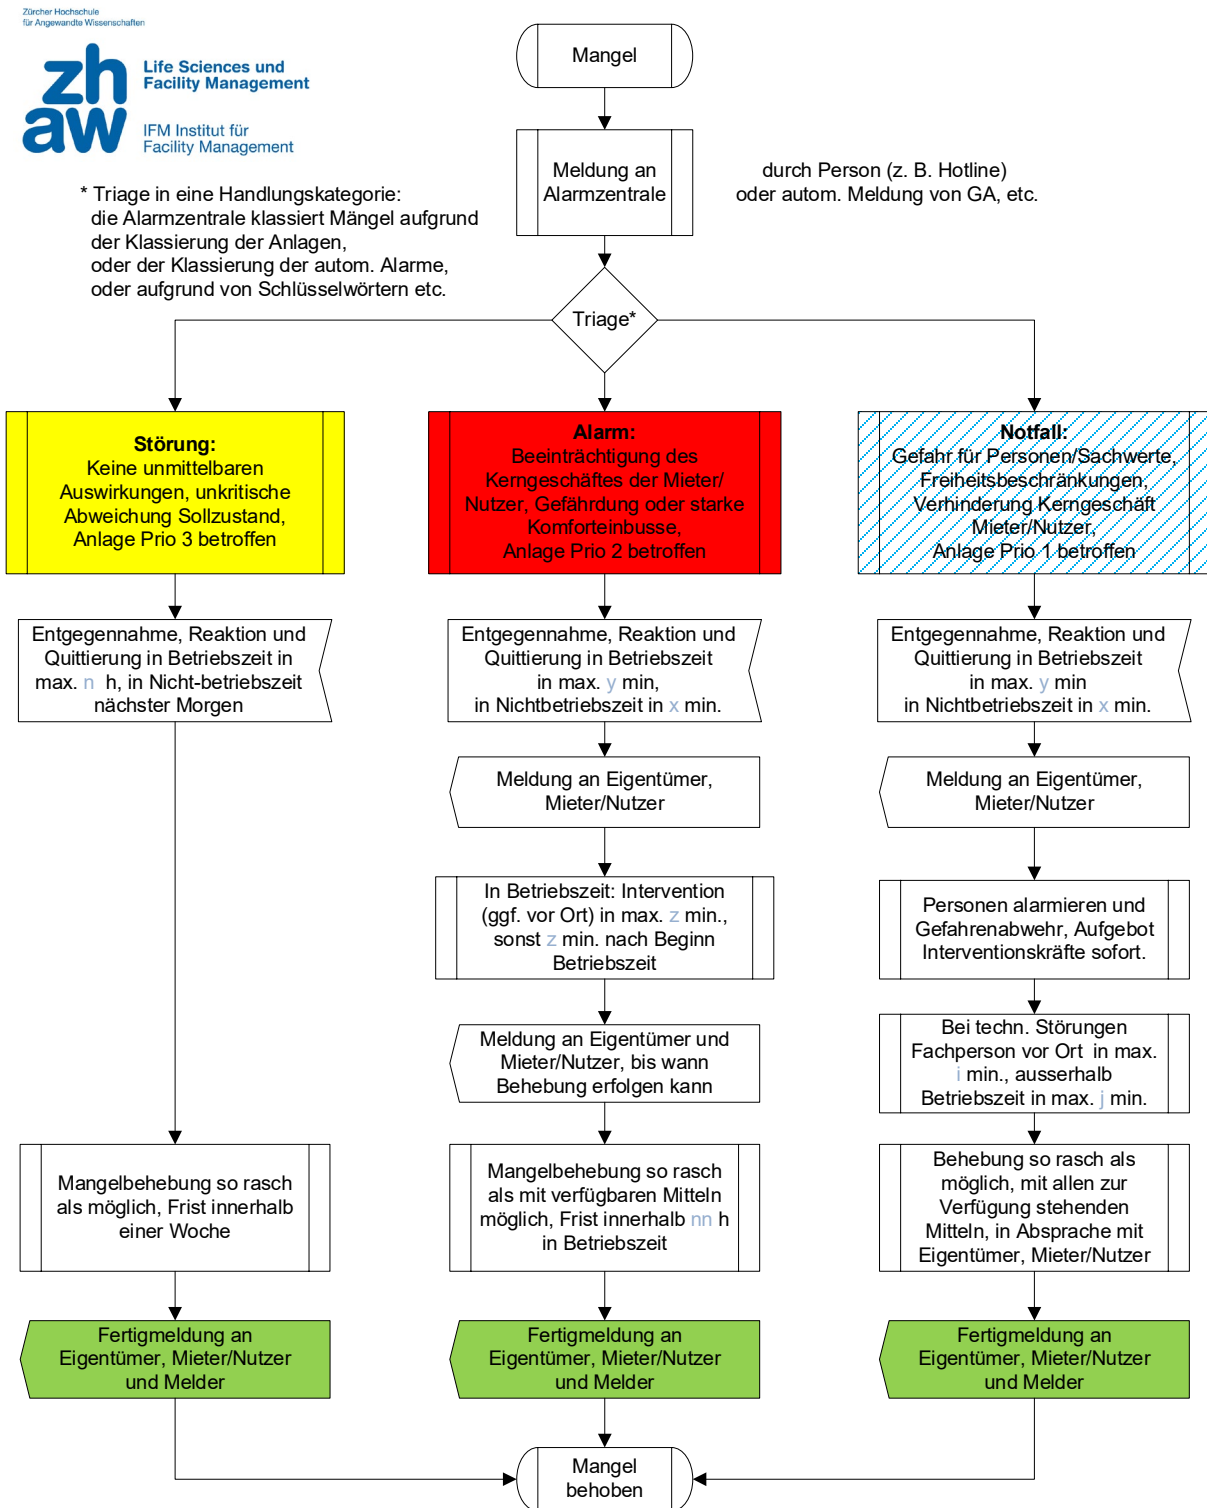 Zürcher Hochschule
für Angewandte Wissenschaften
zh
aw
Life Sciences und
Facility Management
IFM Institut für
Facility Management
Mangel
Meldung an
Alarmzentrale
durch Person (z. B. Hotline)
oder autom. Meldung von GA, etc.
* Triage in eine Handlungskategorie:
die Alarmzentrale klassiert Mängel aufgrund
der Klassierung der Anlagen,
oder der Klassierung der autom. Alarme,
oder aufgrund von Schlüsselwörtern etc.
Triage*
Störung:
Keine unmittelbaren
Auswirkungen, unkritische
Abweichung Sollzustand,
Anlage Prio 3 betroffen
Alarm:
Beeinträchtigung des
Kerngeschäftes der Mieter/
Nutzer, Gefährdung oder starke
Komforteinbusse,
Anlage Prio 2 betroffen
Notfall:
Gefahr für Personen/Sachwerte,
Freiheitsbeschränkungen,
Verhinderung Kerngeschäft
Mieter/Nutzer,
Anlage Prio 1 betroffen
Entgegennahme, Reaktion und
Quittierung in Betriebszeit in
max. n h, in Nicht-betriebszeit
nächster Morgen
Entgegennahme, Reaktion und
Quittierung in Betriebszeit
in max. y min,
in Nichtbetriebszeit in x min.
Entgegennahme, Reaktion und
Quittierung in Betriebszeit
in max. y min
in Nichtbetriebszeit in x min.
Meldung an Eigentümer,
Mieter/Nutzer
Meldung an Eigentümer,
Mieter/Nutzer
In Betriebszeit: Intervention
(ggf. vor Ort) in max. z min.,
sonst z min. nach Beginn
Betriebszeit
Personen alarmieren und
Gefahrenabwehr, Aufgebot
Interventionskräfte sofort.
Meldung an Eigentümer und
Mieter/Nutzer, bis wann
Behebung erfolgen kann
Bei techn. Störungen
Fachperson vor Ort in max.
i min., ausserhalb
Betriebszeit in max. j min.
Mangelbehebung so rasch
als möglich, Frist innerhalb
einer Woche
Mangelbehebung so rasch
als mit verfügbaren Mitteln
möglich, Frist innerhalb nn h
in Betriebszeit
Behebung so rasch als
möglich, mit allen zur
Verfügung stehenden
Mitteln, in Absprache mit
Eigentümer, Mieter/Nutzer
Fertigmeldung an
Eigentümer, Mieter/Nutzer
und Melder
Fertigmeldung an
Eigentümer, Mieter/Nutzer
und Melder
Fertigmeldung an
Eigentümer, Mieter/Nutzer
und Melder
Mangel
behoben